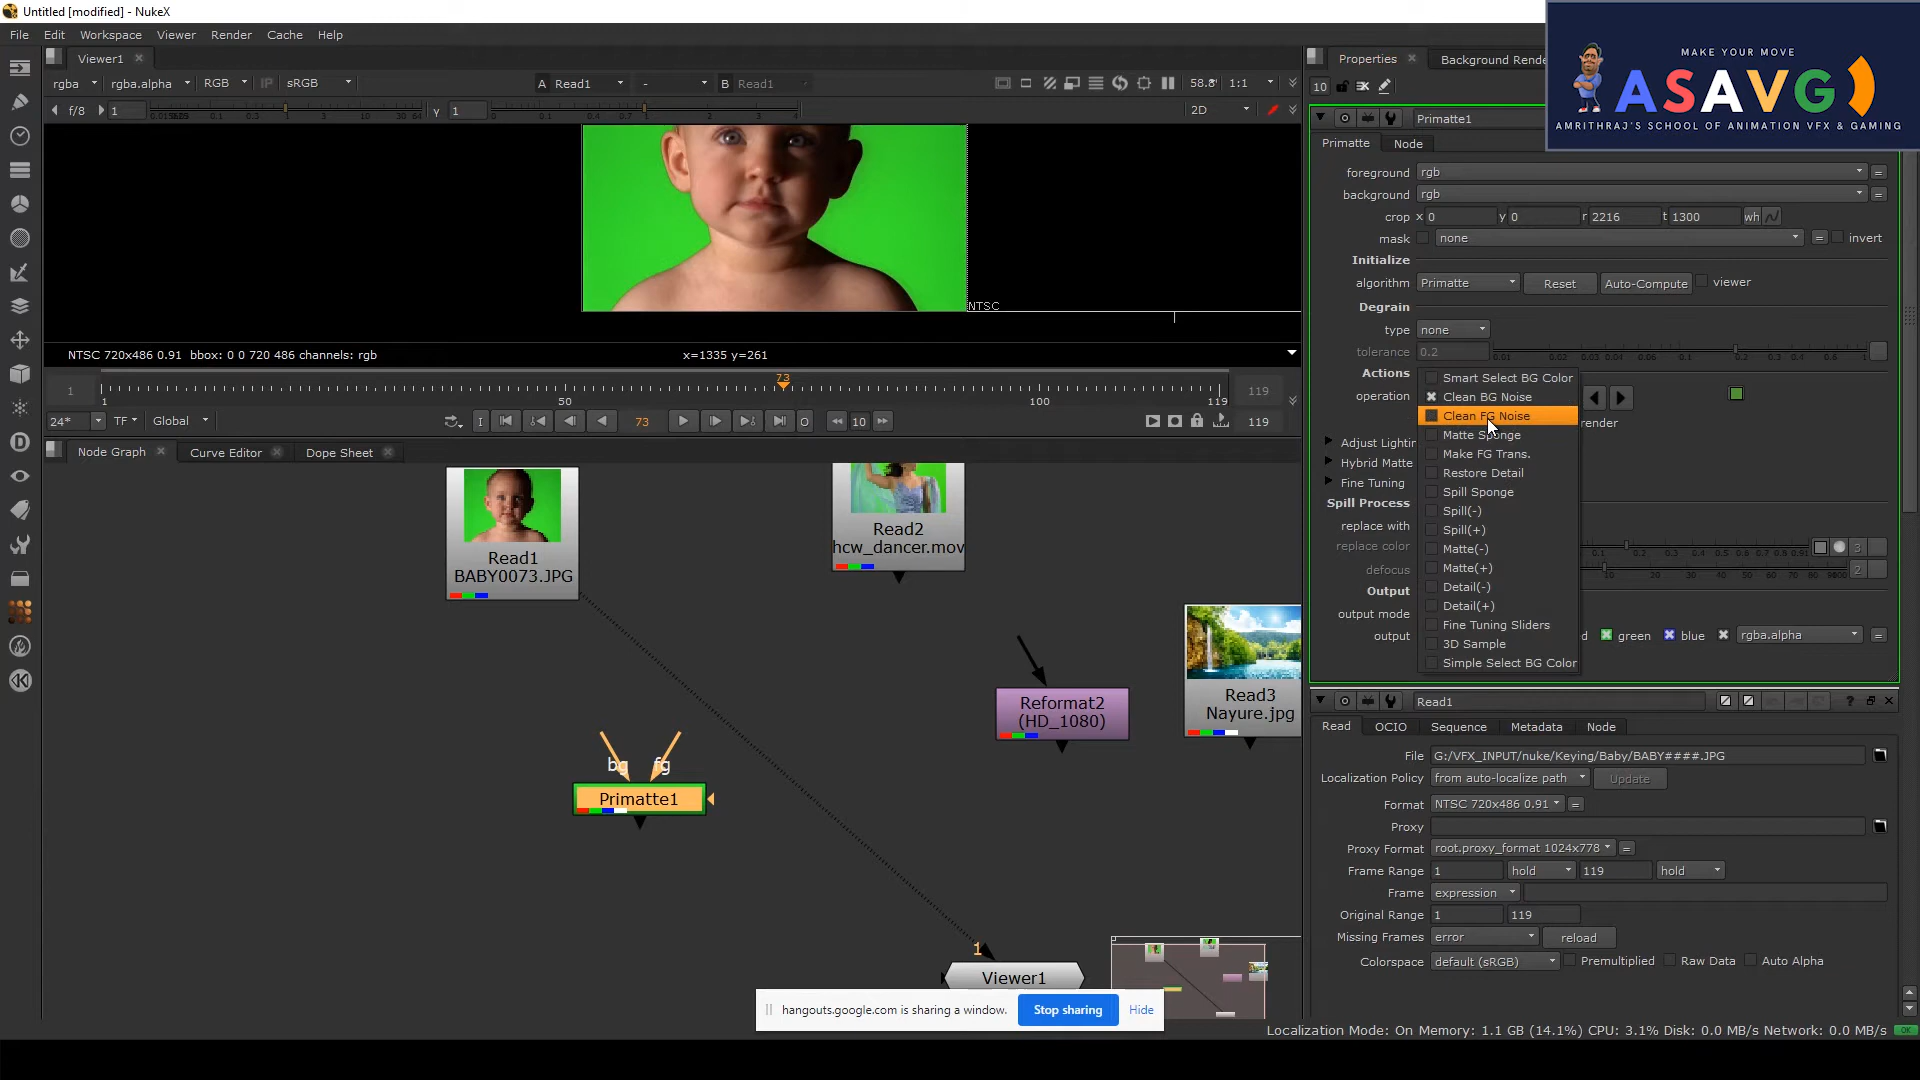 Untitled [modified] - NukeX
File Edit Workspace Viewer Render Cache Help
MAKE YOUR MOVE
ASAVG
AMRITHRAJ'S SCHOOL OF ANIMATION VFX & GAMING
Viewer1
rgba rgba.alpha RGB IP sRGB A Read1 - B Read1 1:1
f/8 1 y 1 2D
NTSC
NTSC 720x486 0.91 bbox: 0 0 720 486 channels: rgb x=1335 y=261
1 73 119
1 50 100 119
24* TF Global I 73 O 10 119
Node Graph Curve Editor Dope Sheet
Read1
BABY0073.JPG
Read2
hcw_dancer.mov
Reformat2
(HD_1080)
Read3
Nayure.jpg
bg fg
Primatte1
1
Viewer1
hangouts.google.com is sharing a window. Stop sharing Hide
Properties Background Rende
10
Primatte1
Primatte Node
foreground rgb =
background rgb =
crop x 0 y 0 r 2216 t 1300 wh
mask none = invert
Initialize
algorithm Primatte Reset Auto-Compute viewer
Degrain
type none
tolerance 0.2
Actions
operation
render
Smart Select BG Color
Clean BG Noise
Clean FG Noise
Matte Sponge
Make FG Trans.
Restore Detail
Spill Sponge
Spill(-)
Spill(+)
Matte(-)
Matte(+)
Detail(-)
Detail(+)
Fine Tuning Sliders
3D Sample
Simple Select BG Color
Adjust Lightin
Hybrid Matte
Fine Tuning
Spill Process
replace with
replace color 3
defocus 2
Output
output mode
output d green blue rgba.alpha =
Read1
Read OCIO Sequence Metadata Node
File G:/VFX_INPUT/nuke/Keying/Baby/BABY####.JPG
Localization Policy from auto-localize path Update
Format NTSC 720x486 0.91 =
Proxy
Proxy Format root.proxy_format 1024x778 =
Frame Range 1 hold 119 hold
Frame expression
Original Range 1 119
Missing Frames error reload
Colorspace default (sRGB) Premultiplied Raw Data Auto Alpha
Localization Mode: On Memory: 1.1 GB (14.1%) CPU: 3.1% Disk: 0.0 MB/s Network: 0.0 MB/s